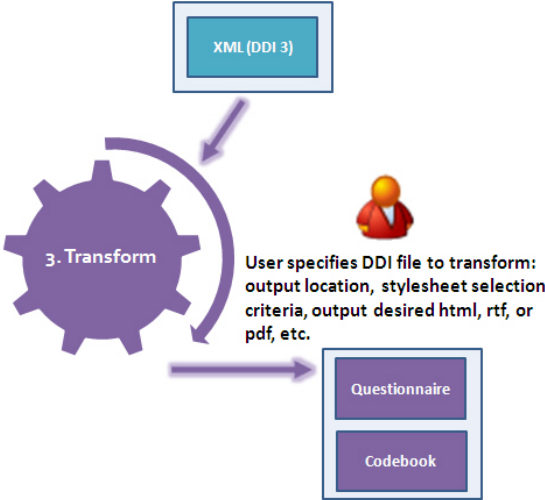 XML (DDI 3)
3. Transform
User specifies DDI file to transform:
output location, stylesheet selection
criteria, output desired html, rtf, or
pdf, etc.
Questionnaire
Codebook